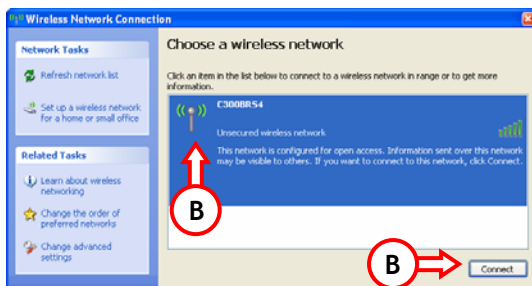 Wireless Network Connection
Network Tasks
Refresh network list
Set up a wireless network
for a home or small office
Related Tasks
Learn about wireless
networking
Change the order of
preferred networks
Change advanced
settings
Choose a wireless network
Click an item in the list below to connect to a wireless network in range or to get more
information.
C300BRS4
Unsecured wireless network
This network is configured for open access. Information sent over this network
may be visible to others. If you want to connect to this network, click Connect.
B
B
Connect